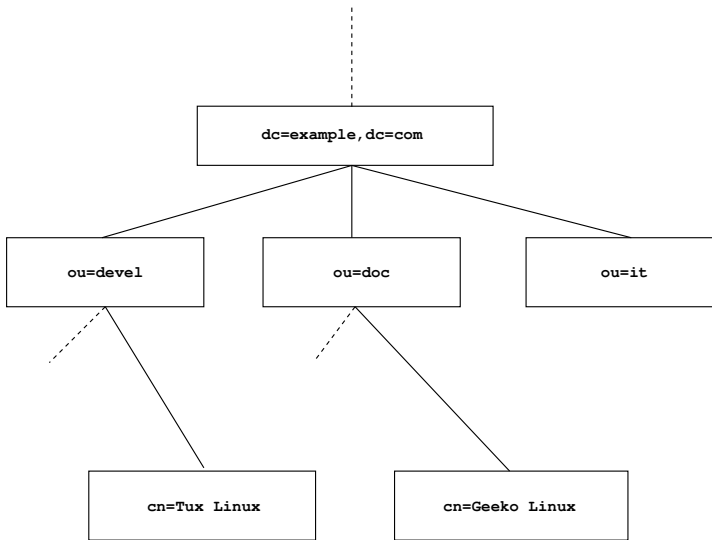 dc=example,dc=com
ou=devel
ou=doc
ou=it
cn=Tux Linux
cn=Geeko Linux